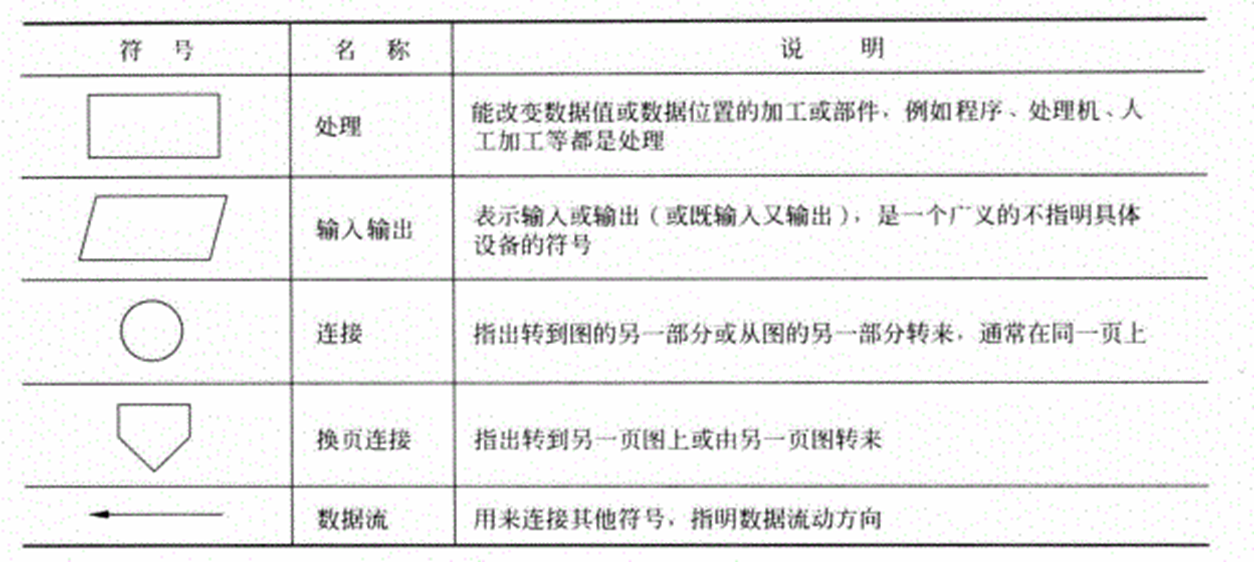 符 号 名 称 说 明
处理
能改变数据值或数据位置的加工或部件，例如程序、处理机、人
工加工等都是处理
输入输出
表示输入或输出（或既输入又输出），是一个广义的不指明具体
设备的符号
连接
指出转到图的另一部分或从图的另一部分转来，通常在同一页上
换页连接
指出转到另一页图上或由另一页图转来
数据流
用来连接其他符号，指明数据流动方向